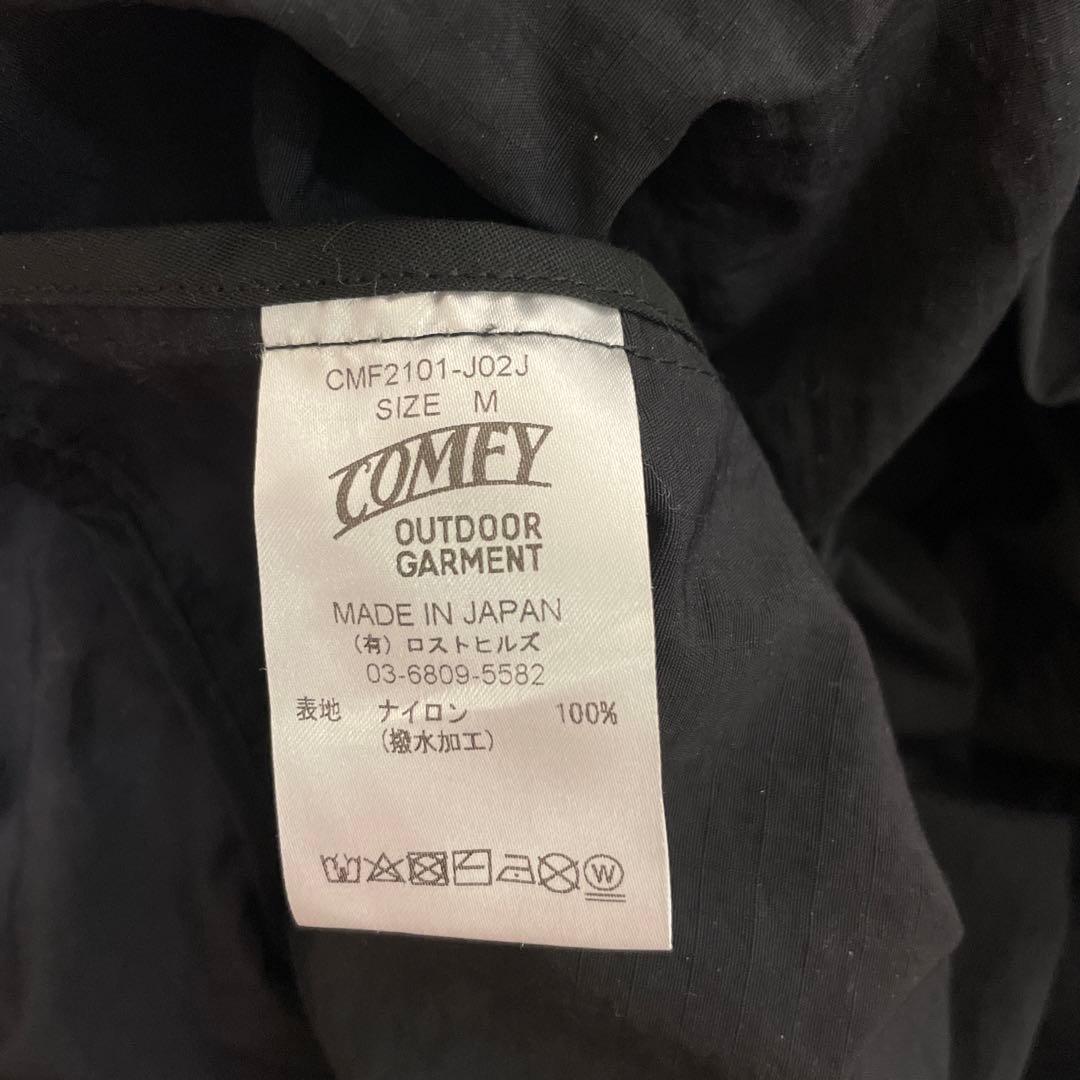 CMF2101-J02J
SIZE M
COMFY
OUTDOOR
GARMENT
MADE IN JAPAN
(有) ロストヒルズ
03-6809-5582
表地 ナイロン 100%
(撥水加工)
W